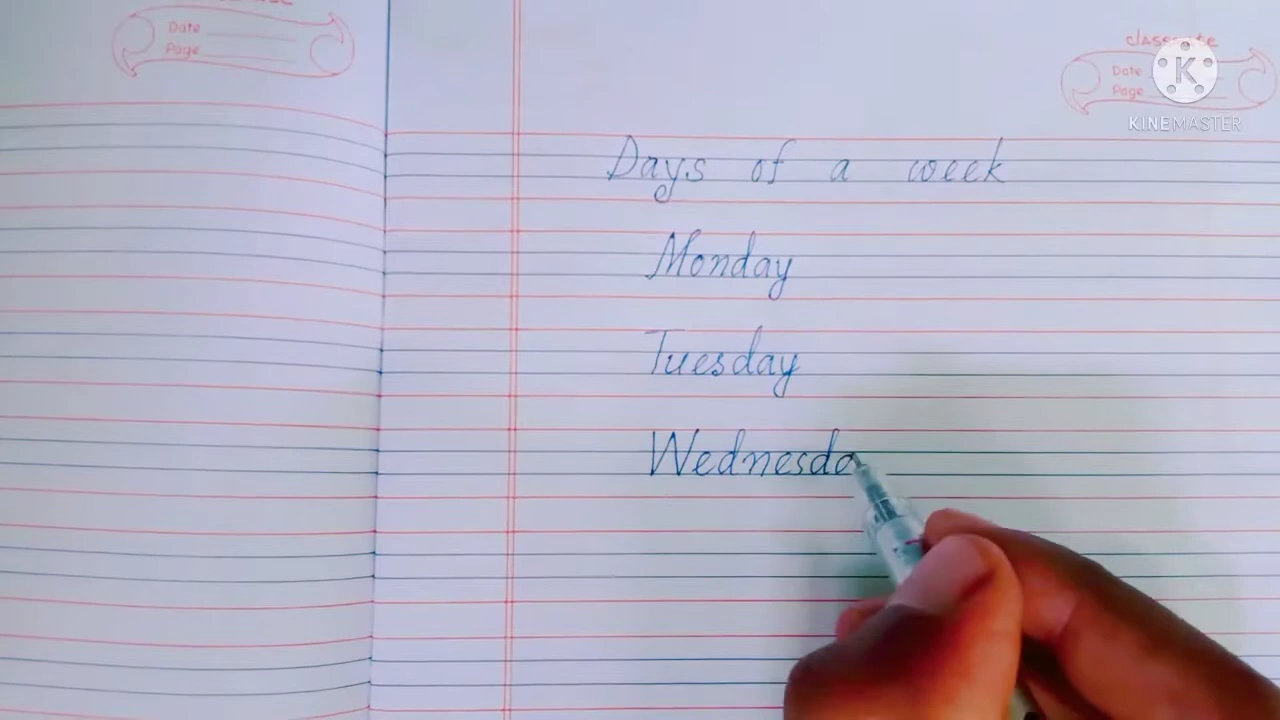 Date
Page
classmate
Date
Page
KINEMASTER
Days of a week
Monday
Tuesday
Wednesda